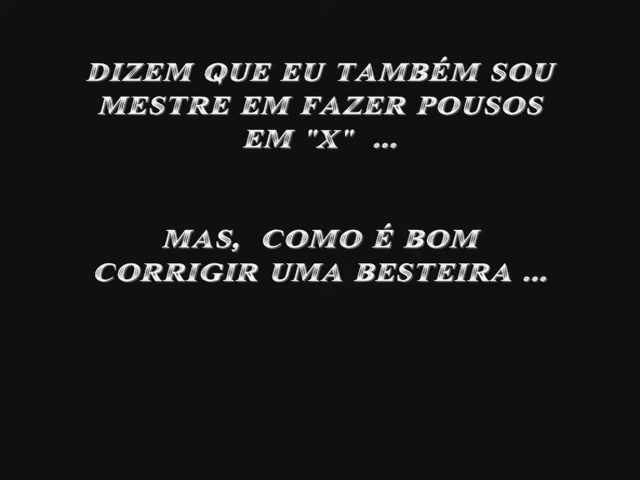 DIZEM QUE EU TAMBÉM SOU
MESTRE EM FAZER POUSOS
EM "X" ...
MAS, COMO É BOM
CORRIGIR UMA BESTEIRA ...